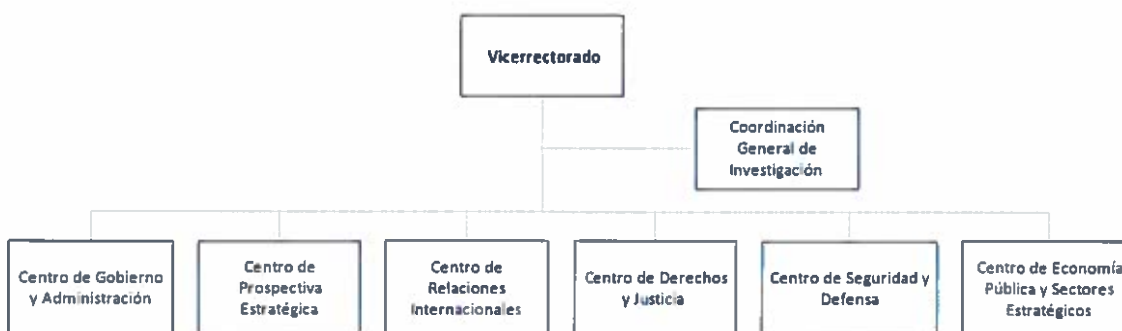 Vicerrectorado
Coordinación
General de
Investigación
Centro de Gobierno
y Administración
Centro de
Prospectiva
Estratégica
Centro de
Relaciones
Internacionales
Centro de Derechos
y Justicia
Centro de Seguridad y
Defensa
Centro de Economía
Pública y Sectores
Estratégicos